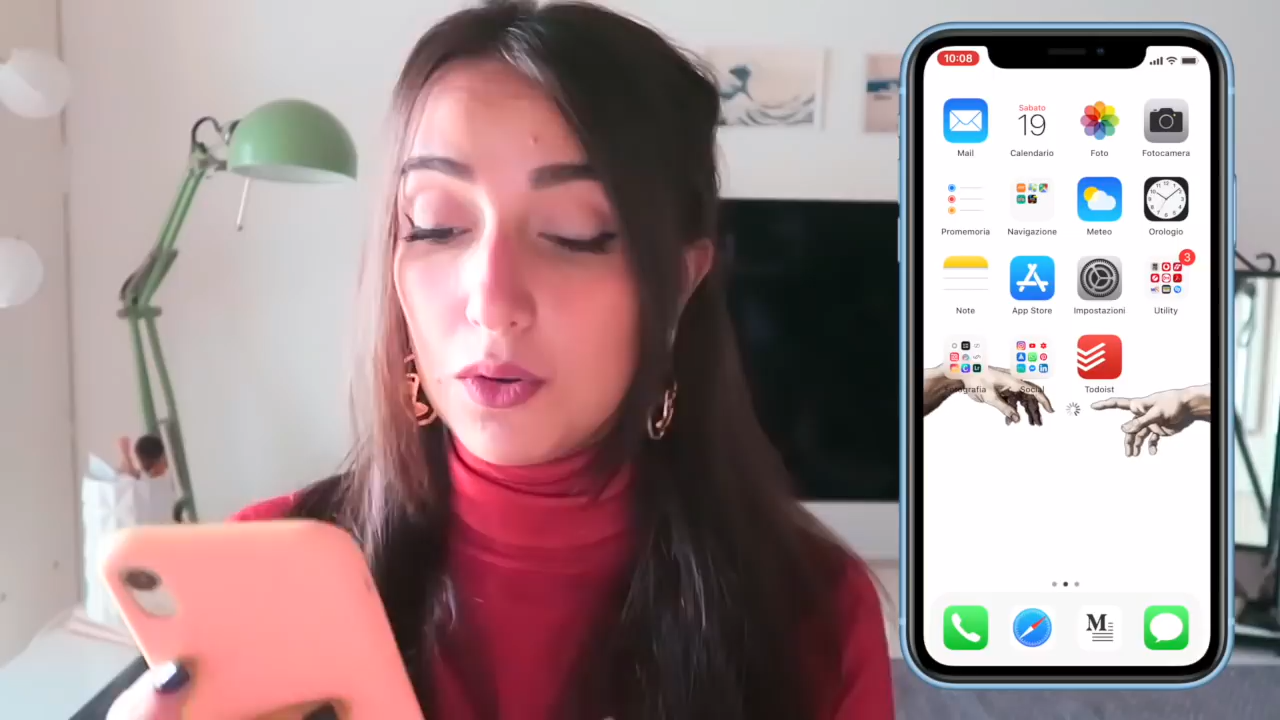 10:08
Sabato
19
Mail
Calendario
Foto
Fotocamera
Promemoria
Navigazione
Meteo
Orologio
3
Note
App Store
Impostazioni
Utility
Fotografia
Social
Todoist
M